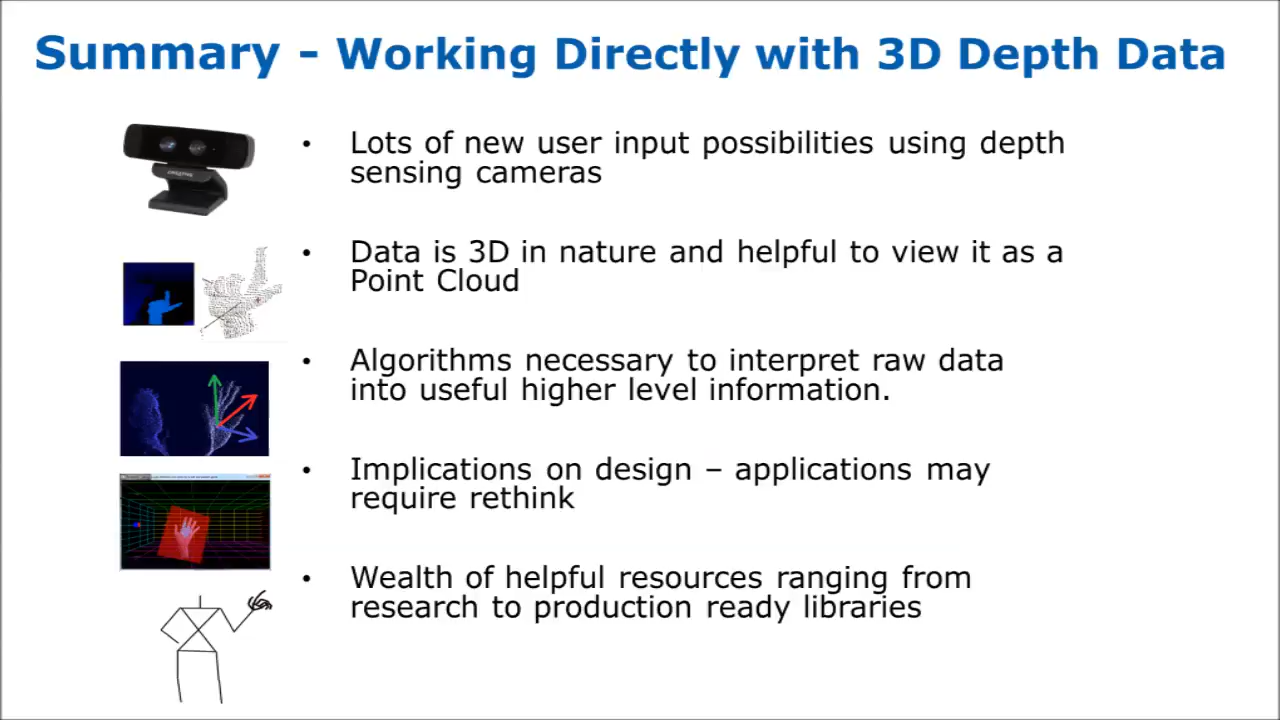 Summary - Working Directly with 3D Depth Data
• Lots of new user input possibilities using depth
sensing cameras
• Data is 3D in nature and helpful to view it as a
Point Cloud
• Algorithms necessary to interpret raw data
into useful higher level information.
• Implications on design – applications may
require rethink
• Wealth of helpful resources ranging from
research to production ready libraries